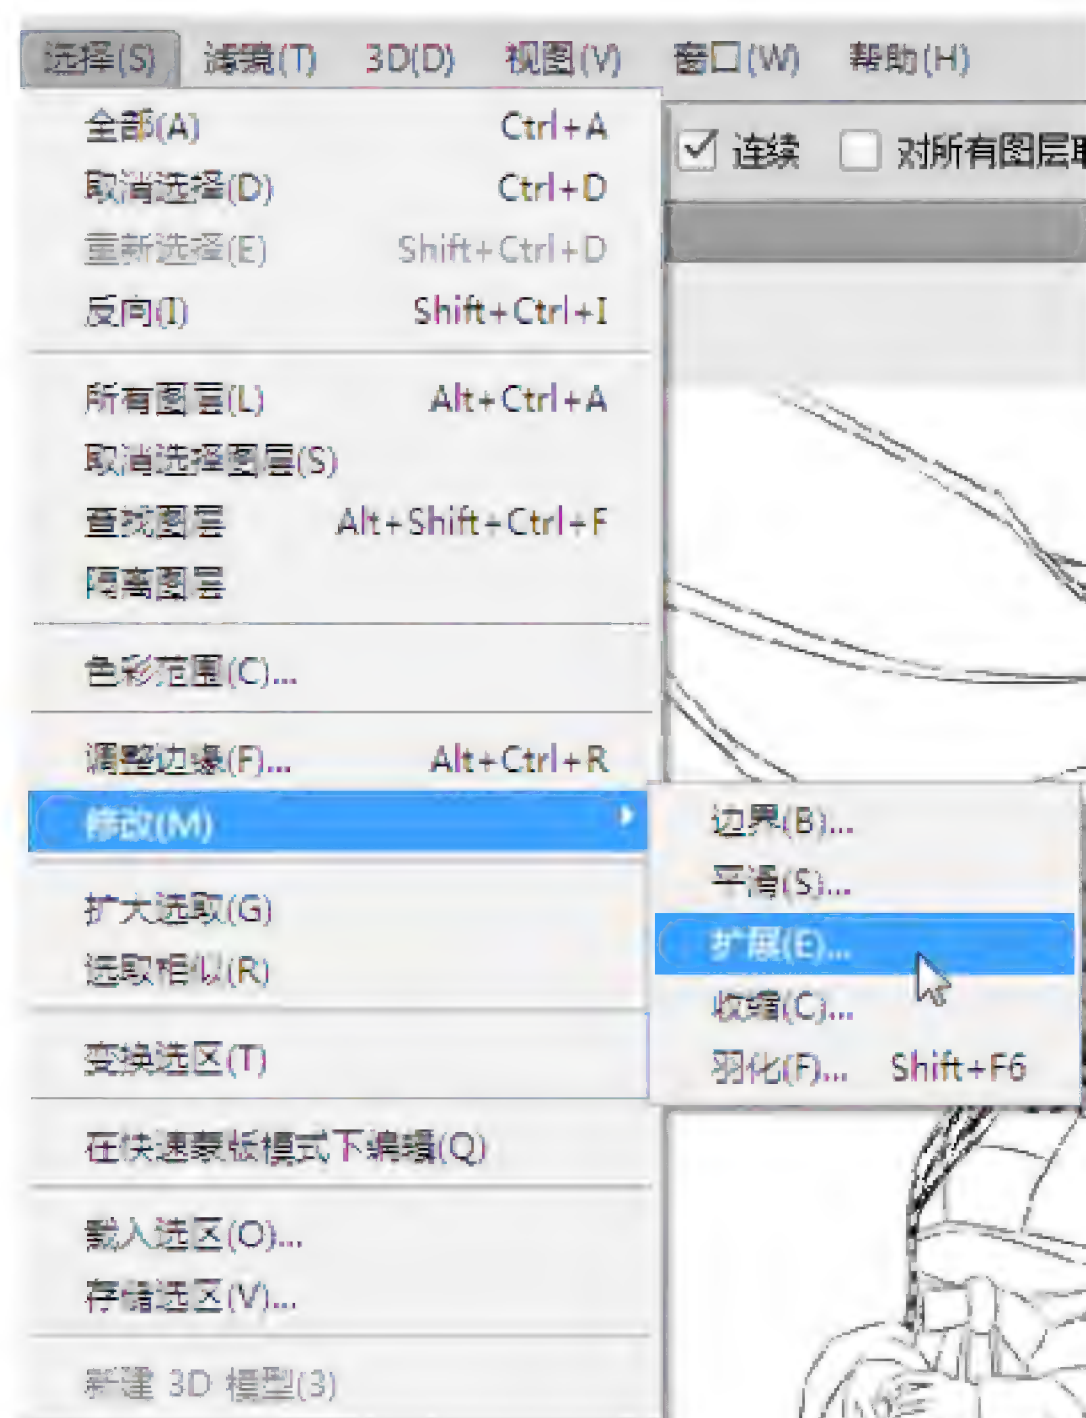 选择(S) 滤镜(T) 3D(D) 视图(V) 窗口(W) 帮助(H)
连续 对所有图层取
全部(A) Ctrl+A
取消选择(D) Ctrl+D
重新选择(E) Shift+Ctrl+D
反向(I) Shift+Ctrl+I
所有图层(L) Alt+Ctrl+A
取消选择图层(S)
查找图层 Alt+Shift+Ctrl+F
隔离图层
色彩范围(C)...
调整边缘(F)... Alt+Ctrl+R
修改(M)
边界(B)...
平滑(S)...
扩展(E)...
收缩(C)...
羽化(F)... Shift+F6
扩大选取(G)
选取相似(R)
变换选区(T)
在快速蒙版模式下编辑(Q)
载入选区(O)...
存储选区(V)...
新建 3D 模型(3)